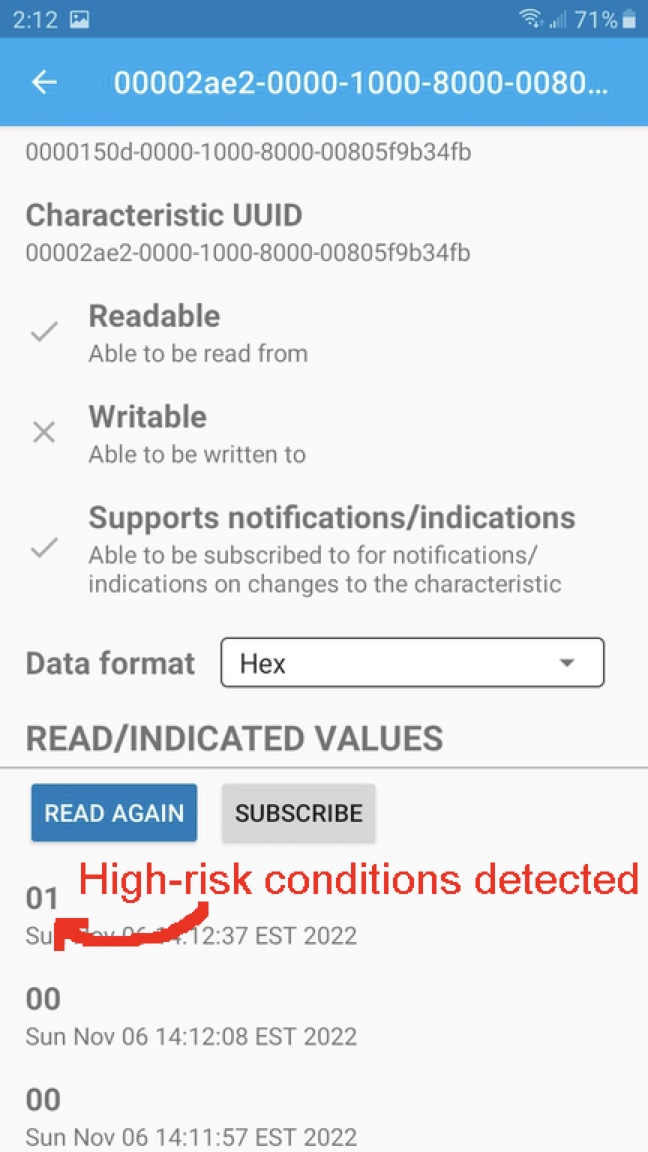 2:12 71%
00002ae2-0000-1000-8000-0080...
0000150d-0000-1000-8000-00805f9b34fb
Characteristic UUID
00002ae2-0000-1000-8000-00805f9b34fb
Readable
Able to be read from
Writable
Able to be written to
Supports notifications/indications
Able to be subscribed to for notifications/
indications on changes to the characteristic
Data format Hex
READ/INDICATED VALUES
READ AGAIN SUBSCRIBE
High-risk conditions detected
01
:12:37 EST 2022
00
Sun Nov 06 14:12:08 EST 2022
00
Sun Nov 06 14:11:57 EST 2022